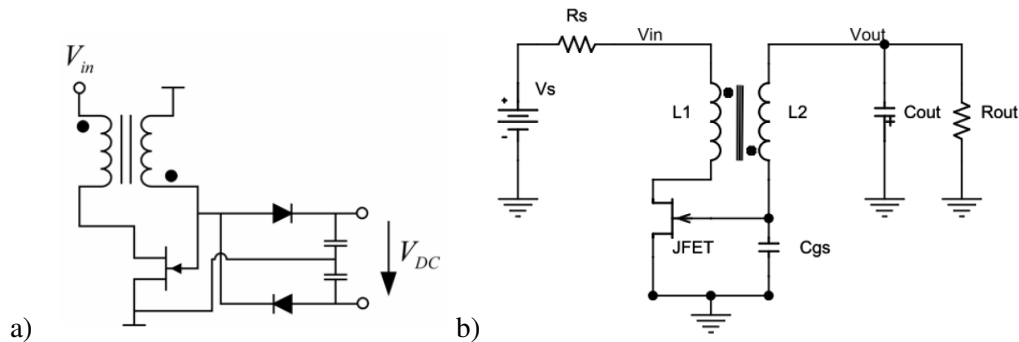 V_in
V_DC
a)
Rs
Vin
Vout
+
Vs
-
L1
L2
Cout
+
Rout
JFET
Cgs
b)